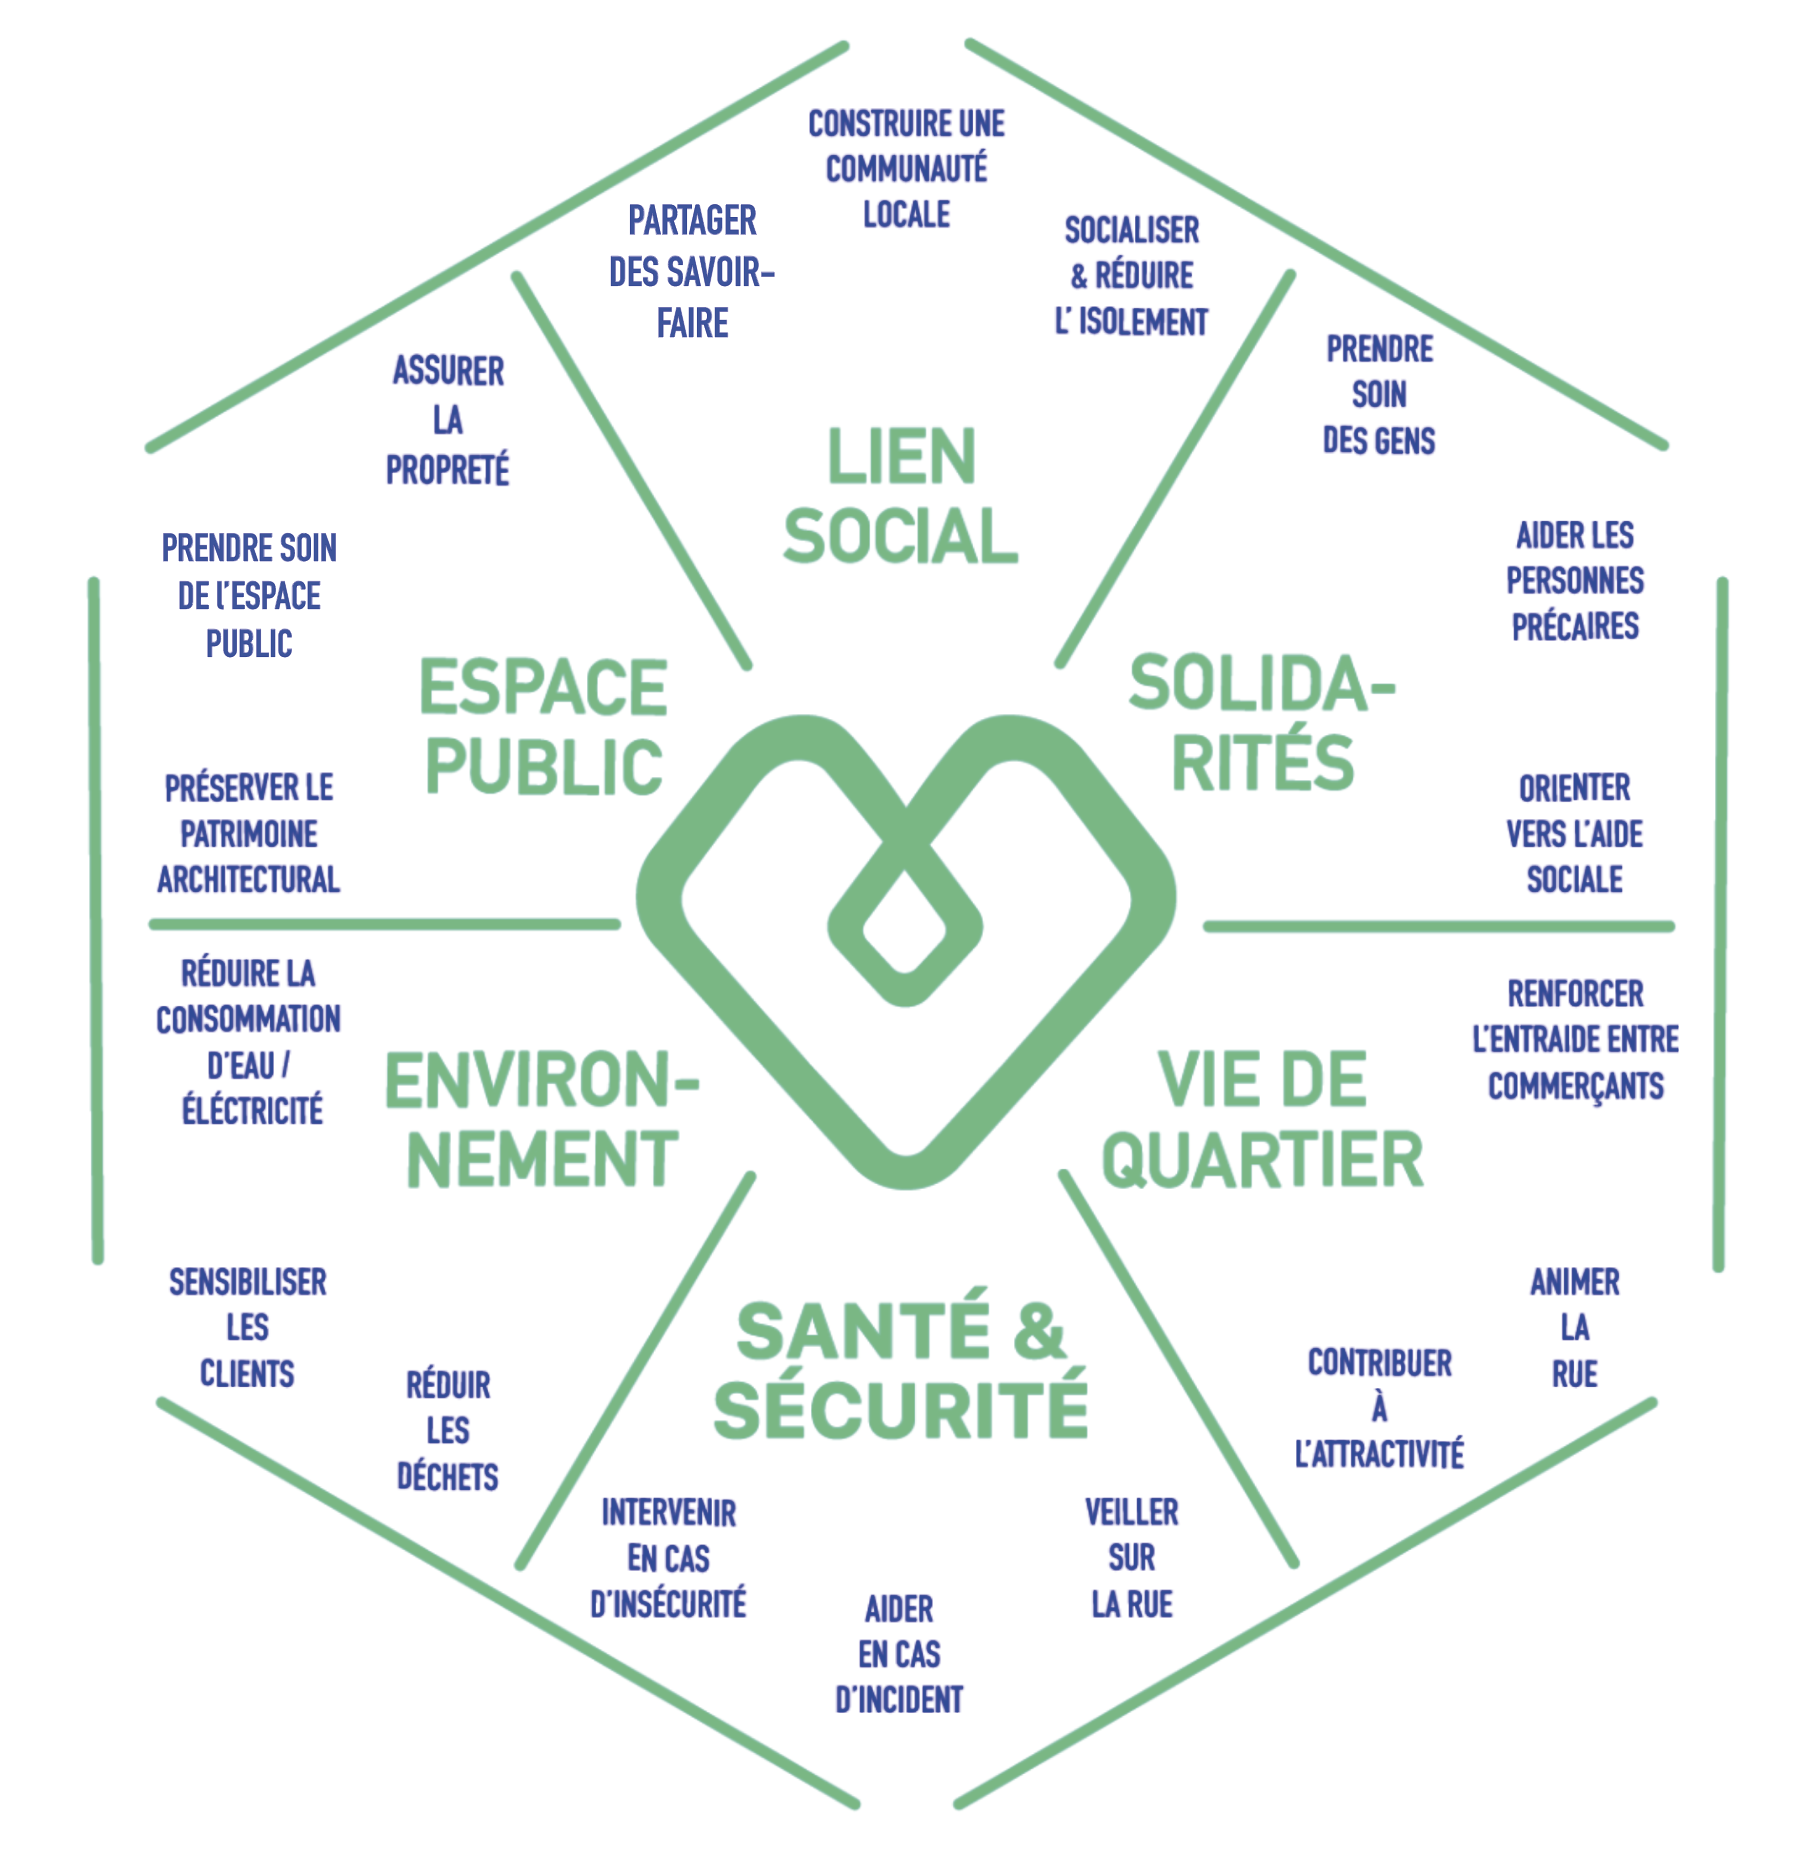 CONSTRUIRE UNE
COMMUNAUTÉ
LOCALE
PARTAGER
DES SAVOIR-
FAIRE
SOCIALISER
& RÉDUIRE
L' ISOLEMENT
LIEN
SOCIAL
PRENDRE
SOIN
DES GENS
AIDER LES
PERSONNES
PRÉCAIRES
SOLIDA-
RITÉS
ORIENTER
VERS L'AIDE
SOCIALE
ASSURER
LA
PROPRETÉ
PRENDRE SOIN
DE l'ESPACE
PUBLIC
ESPACE
PUBLIC
PRÉSERVER LE
PATRIMOINE
ARCHITECTURAL
RÉDUIRE LA
CONSOMMATION
D'EAU /
ÉLÉCTRICITÉ
ENVIRON-
NEMENT
SENSIBILISER
LES
CLIENTS
RÉDUIR
LES
DÉCHETS
RENFORCER
L'ENTRAIDE ENTRE
COMMERÇANTS
VIE DE
QUARTIER
ANIMER
LA
RUE
CONTRIBUER
À
L'ATTRACTIVITÉ
SANTÉ &
SÉCURITÉ
INTERVENIR
EN CAS
D'INSÉCURITÉ
AIDER
EN CAS
D'INCIDENT
VEILLER
SUR
LA RUE